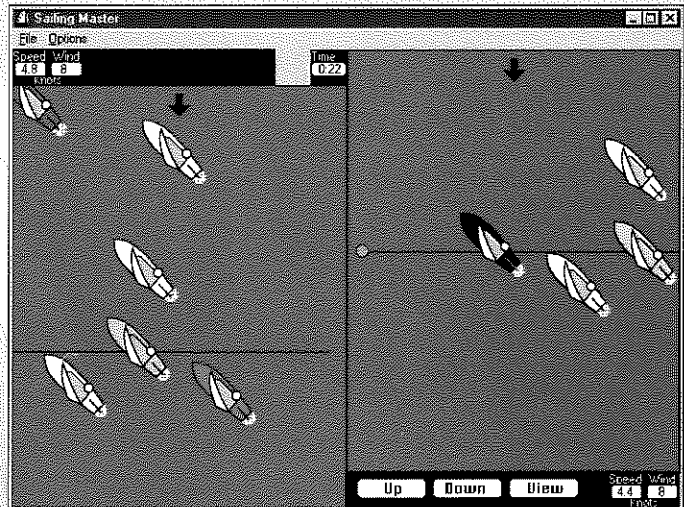 Sailing Master
File Options
Speed Wind
4.8 8
Knots
Time
0:22
Up Down View
Speed Wind
4.4 8
Knots